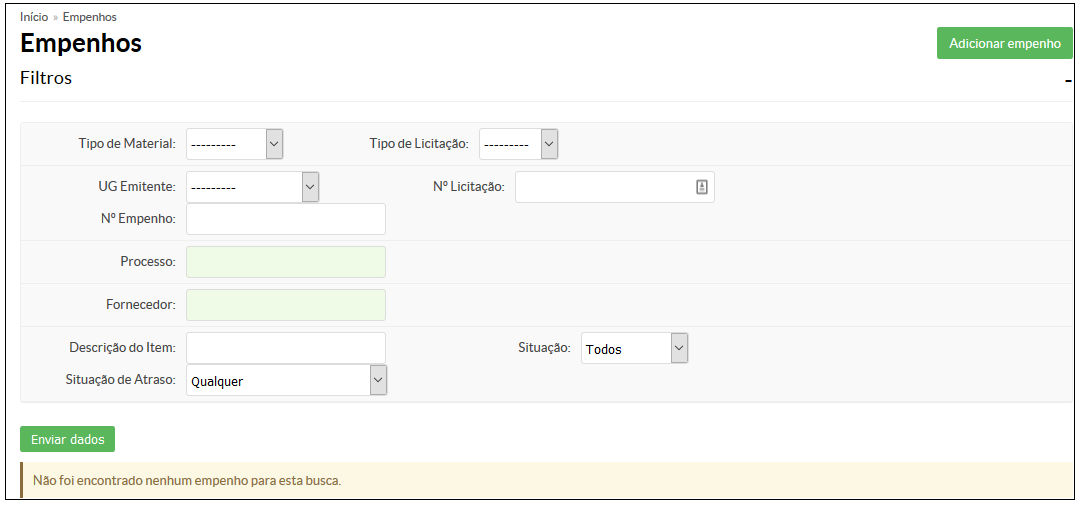 Início » Empenhos
Empenhos
Adicionar empenho
Filtros
-
Tipo de Material: --------- Tipo de Licitação: ---------
UG Emitente: --------- Nº Licitação:
Nº Empenho:
Processo:
Fornecedor:
Descrição do Item: Situação: Todos
Situação de Atraso: Qualquer
Enviar dados
Não foi encontrado nenhum empenho para esta busca.